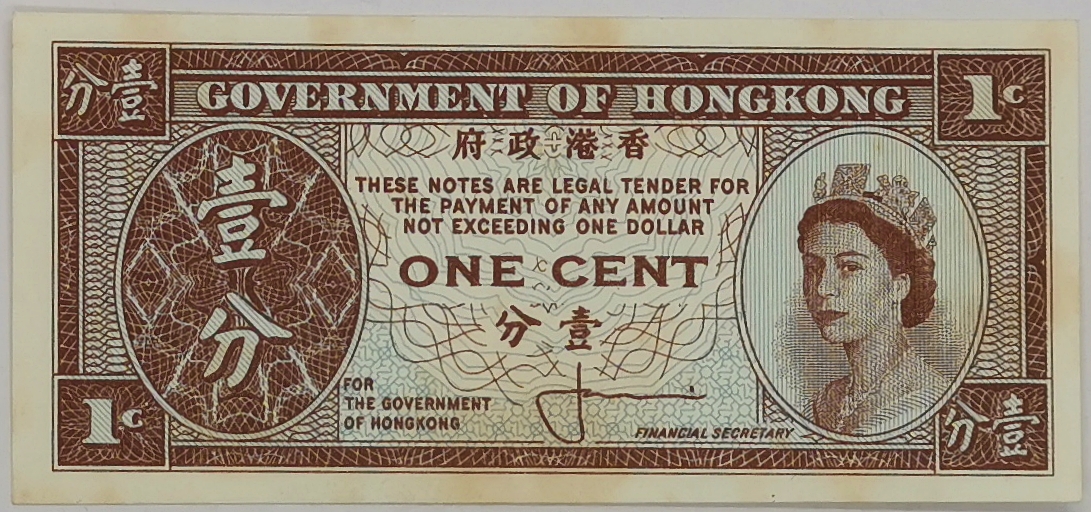 分壹
1C
GOVERNMENT OF HONGKONG
府政港香
壹
分
THESE NOTES ARE LEGAL TENDER FOR
THE PAYMENT OF ANY AMOUNT
NOT EXCEEDING ONE DOLLAR
ONE CENT
分壹
FOR
THE GOVERNMENT
OF HONGKONG
FINANCIAL SECRETARY
1C
分壹